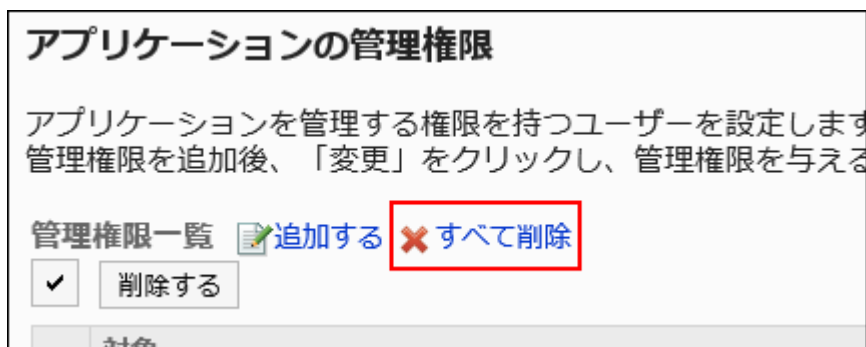 アプリケーションの管理権限
アプリケーションを管理する権限を持つユーザーを設定します
管理権限を追加後、「変更」をクリックし、管理権限を与える
管理権限一覧 追加する すべて削除
削除する
対象